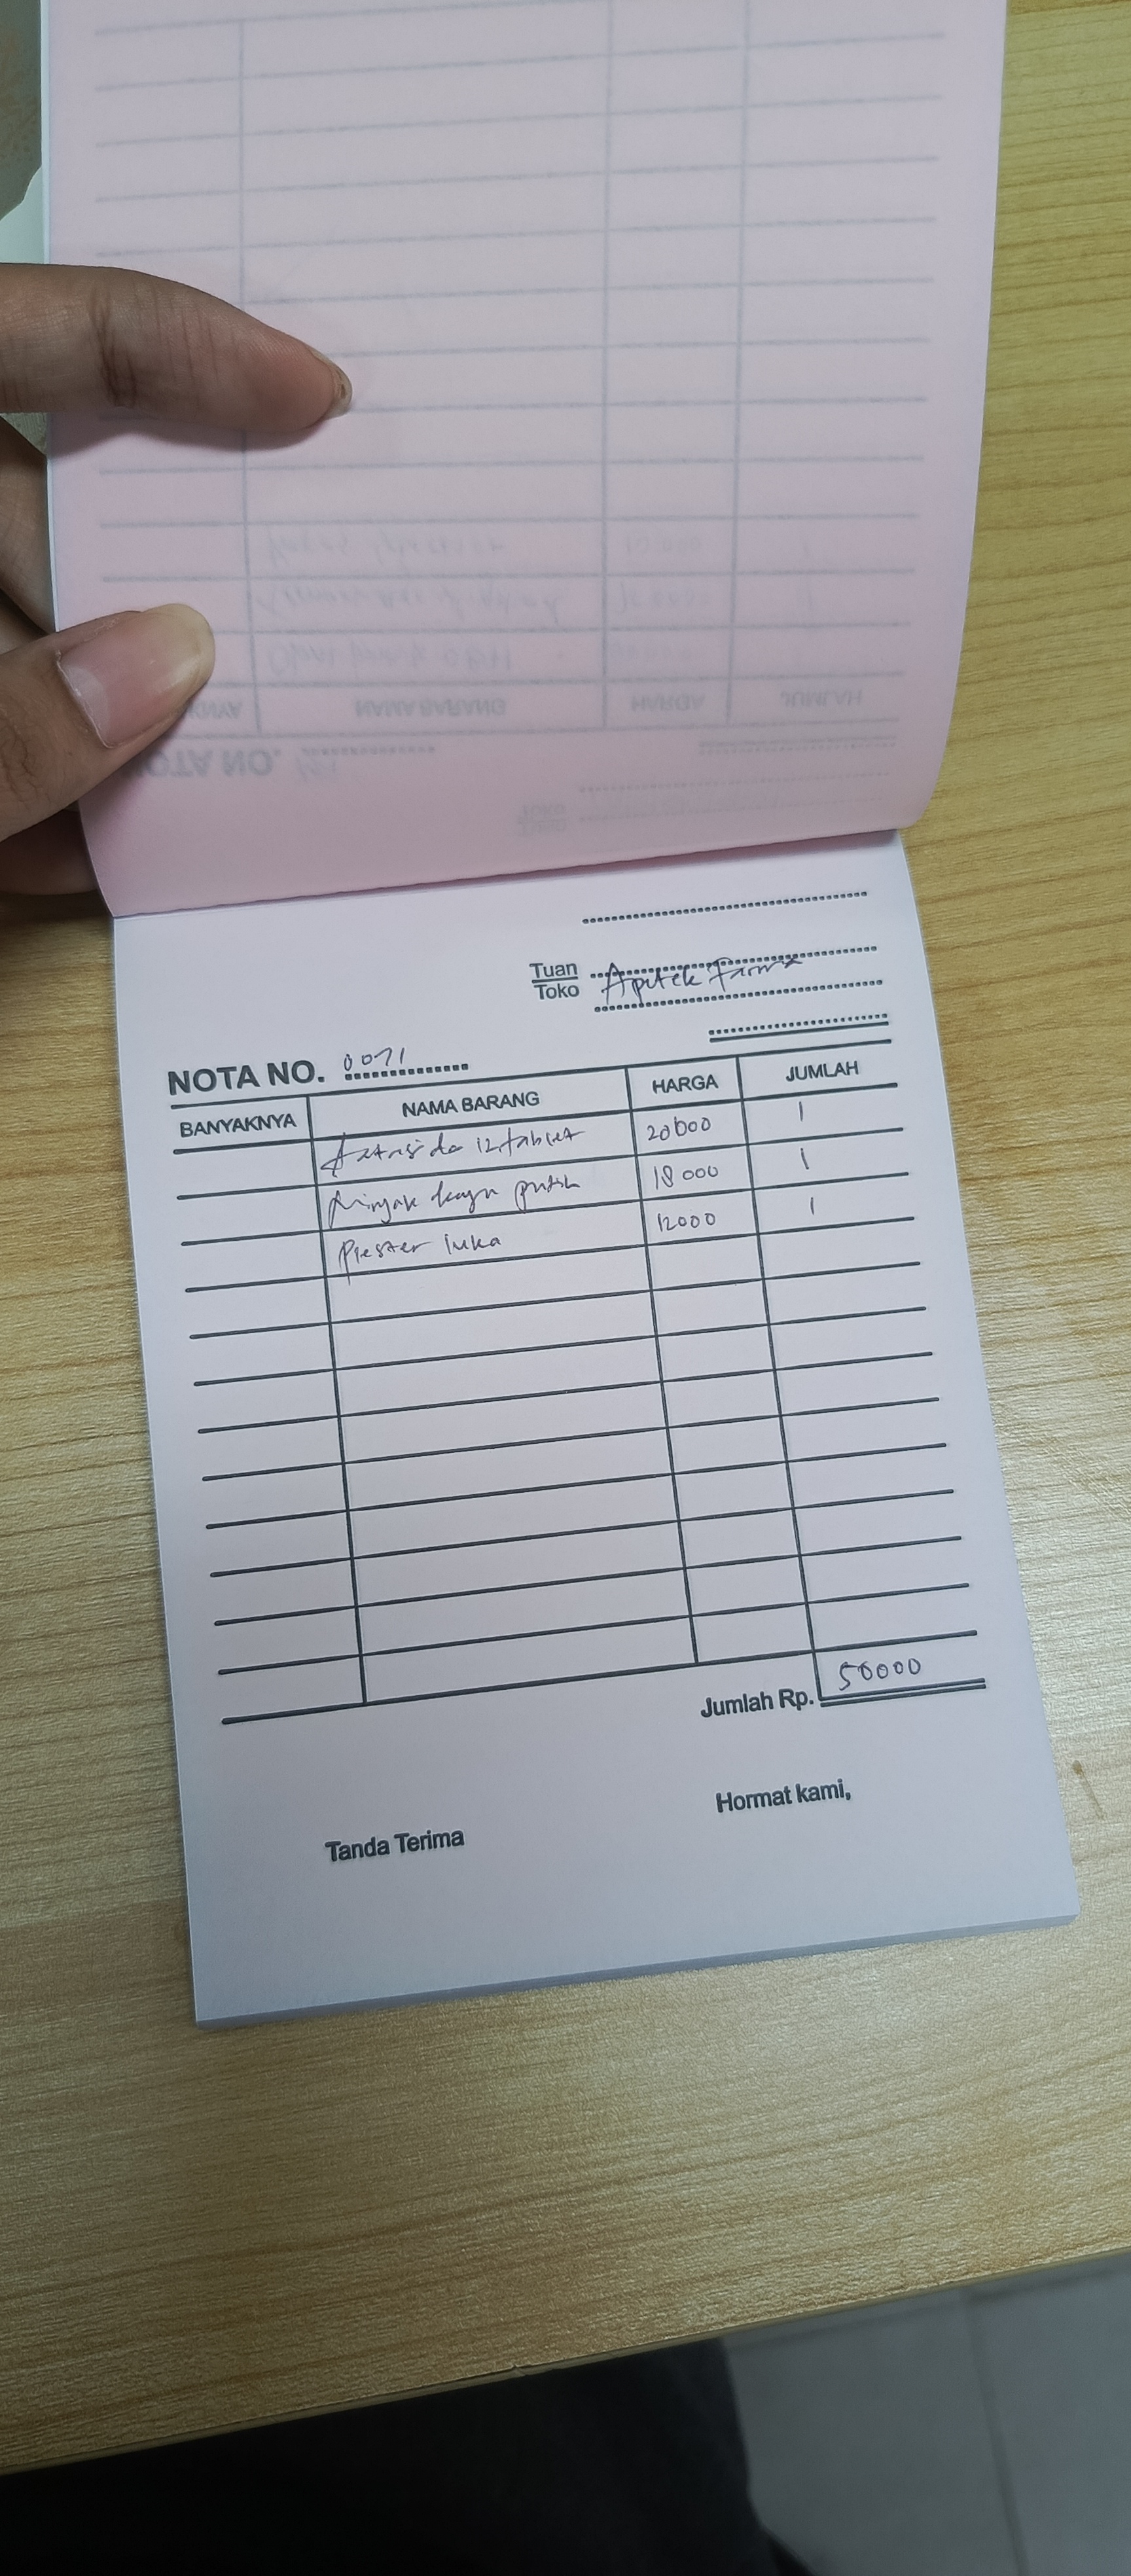 Tuan
Toko Apotek Farma
NOTA NO. 0071
BANYAKNYA NAMA BARANG HARGA JUMLAH
Antasida 12 tablet 20000 1
Minyak kayu putih 18000 1
Plester luka 12000 1
Jumlah Rp. 50000
Tanda Terima Hormat kami,